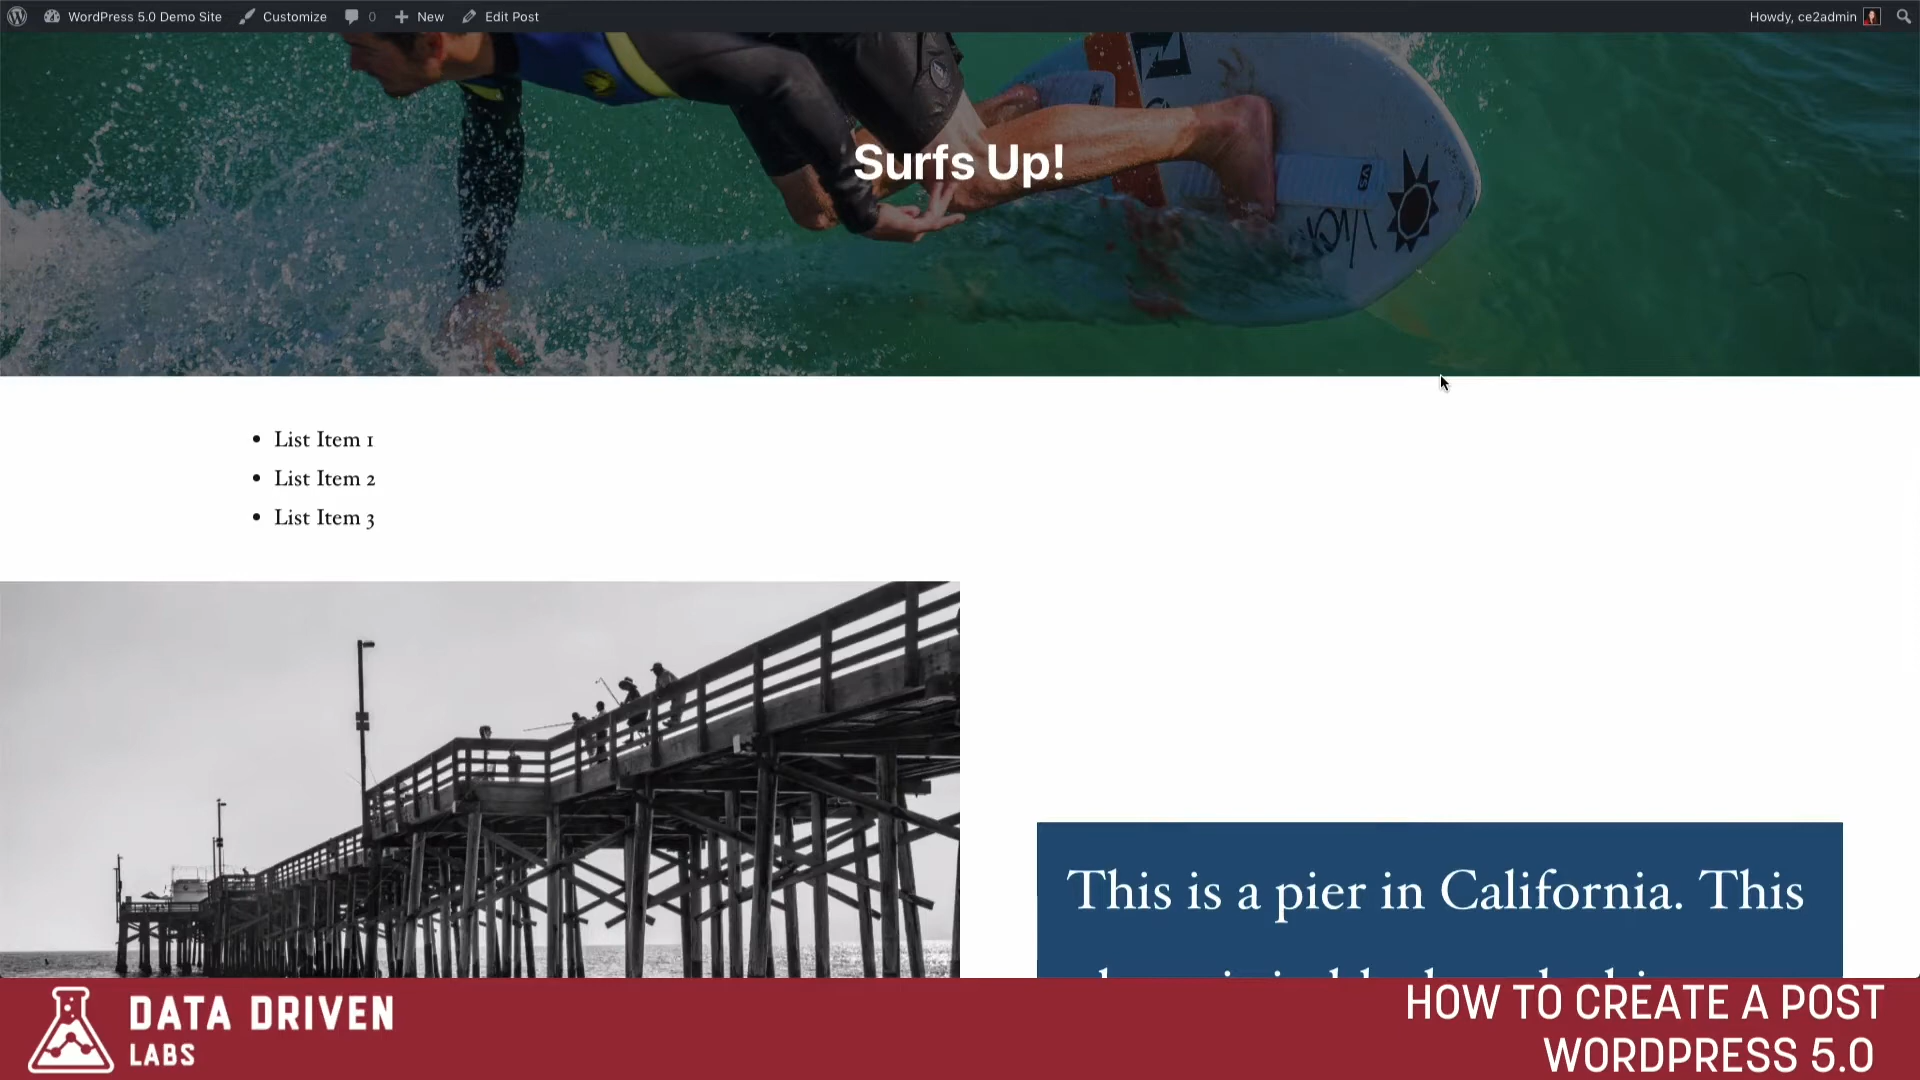 WordPress 5.0 Demo Site Customize 0 New Edit Post Howdy, ce2admin
Surfs Up!
List Item 1
List Item 2
List Item 3
This is a pier in California. This
DATA DRIVEN
LABS
HOW TO CREATE A POST
WORDPRESS 5.0